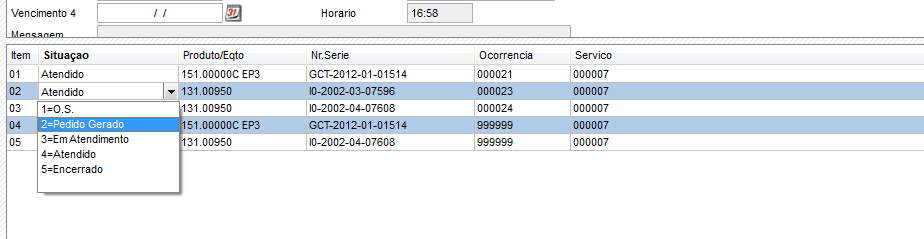 Vencimento 4 / / 31 Horario 16:58
Mensagem
Item Situaçao Produto/Eqto Nr.Serie Ocorrencia Servico
01 Atendido 151.00000C EP3 GCT-2012-01-01514 000021 000007
02 Atendido 131.00950 I0-2002-03-07596 000023 000007
03 1=O.S. 131.00950 I0-2002-04-07608 000024 000007
04 2=Pedido Gerado 151.00000C EP3 GCT-2012-01-01514 999999 000007
05 3=Em Atendimento 131.00950 I0-2002-04-07608 999999 000007
4=Atendido
5=Encerrado